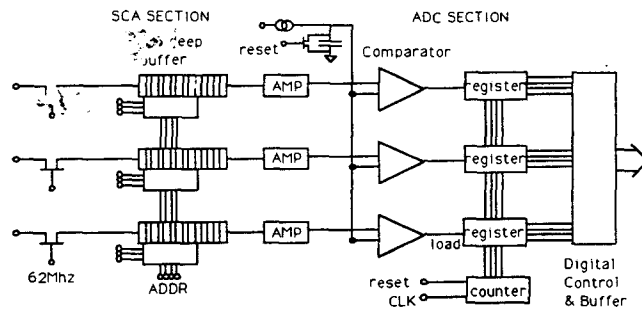 SCA SECTION
ADC SECTION
deep
buffer
reset
Comparator
AMP
register
AMP
register
AMP
register
load
62Mhz
ADDR
reset
CLK
counter
Digital
Control
& Buffer